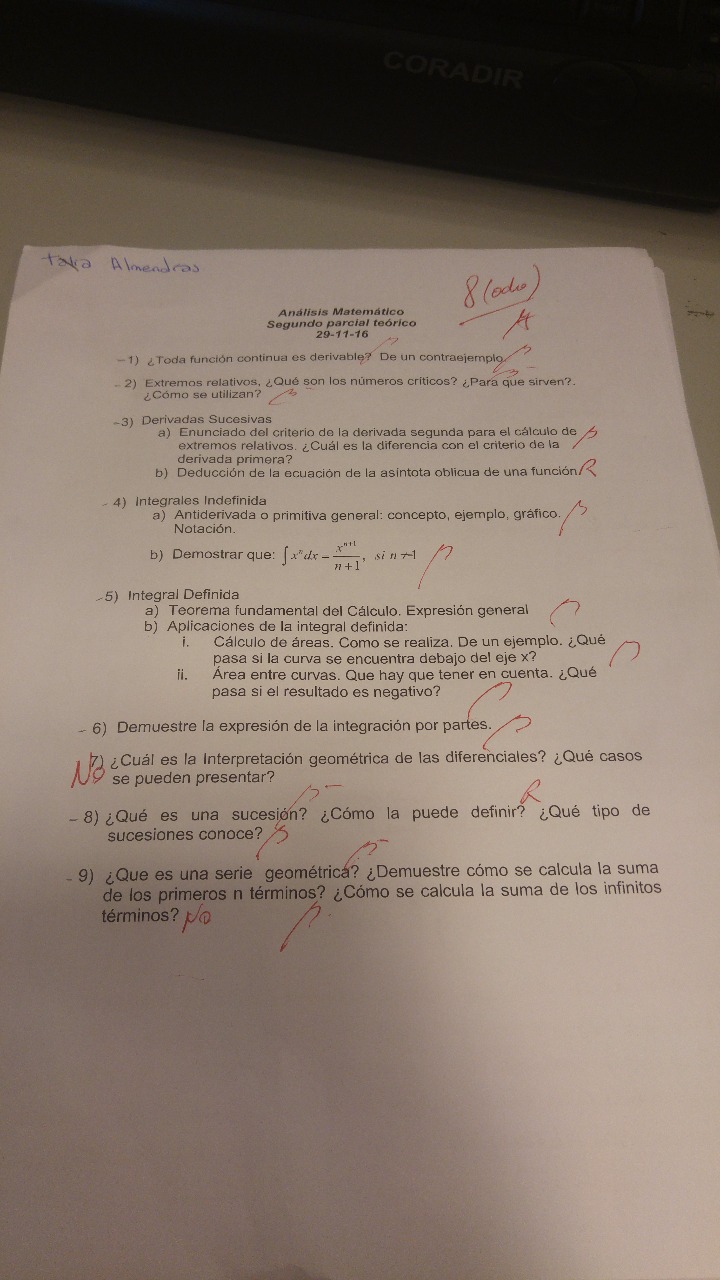 CORADIR
Almendras
8 (ocho)
A
Análisis Matemático
Segundo parcial teórico
29-11-16
1) ¿Toda función continua es derivable? De un contraejemplo
2) Extremos relativos, ¿Qué son los números críticos? ¿Para que sirven?.
¿Cómo se utilizan?
3) Derivadas Sucesivas
a) Enunciado del criterio de la derivada segunda para el cálculo de
extremos relativos. ¿Cuál es la diferencia con el criterio de la
derivada primera?
b) Deducción de la ecuación de la asíntota oblicua de una función
R
4) Integrales Indefinida
a) Antiderivada o primitiva general: concepto, ejemplo, gráfico.
Notación.
b) Demostrar que: ∫xⁿdx = xⁿ⁺¹/n+1, si n ≠ -1
5) Integral Definida
a) Teorema fundamental del Cálculo. Expresión general
b) Aplicaciones de la integral definida:
i. Cálculo de áreas. Como se realiza. De un ejemplo. ¿Qué
pasa si la curva se encuentra debajo del eje x?
ii. Área entre curvas. Que hay que tener en cuenta. ¿Qué
pasa si el resultado es negativo?
6) Demuestre la expresión de la integración por partes.
No
7) ¿Cuál es la Interpretación geométrica de las diferenciales? ¿Qué casos
se pueden presentar?
R
8) ¿Qué es una sucesión? ¿Cómo la puede definir? ¿Qué tipo de
sucesiones conoce?
9) ¿Que es una serie geométrica? ¿Demuestre cómo se calcula la suma
de los primeros n términos? ¿Cómo se calcula la suma de los infinitos
términos? No